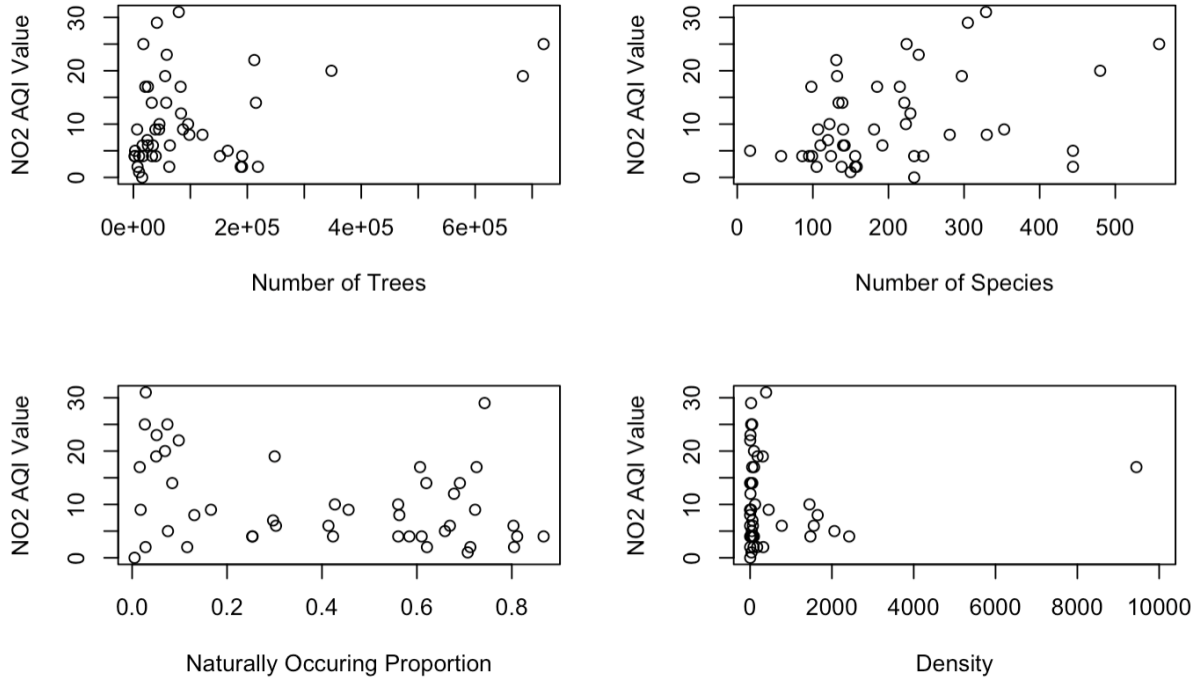 NO2 AQI Value
0
10
20
30
0e+00 2e+05 4e+05 6e+05
Number of Trees
NO2 AQI Value
0
10
20
30
0 100 200 300 400 500
Number of Species
NO2 AQI Value
0
10
20
30
0.0 0.2 0.4 0.6 0.8
Naturally Occuring Proportion
NO2 AQI Value
0
10
20
30
0 2000 4000 6000 8000 10000
Density